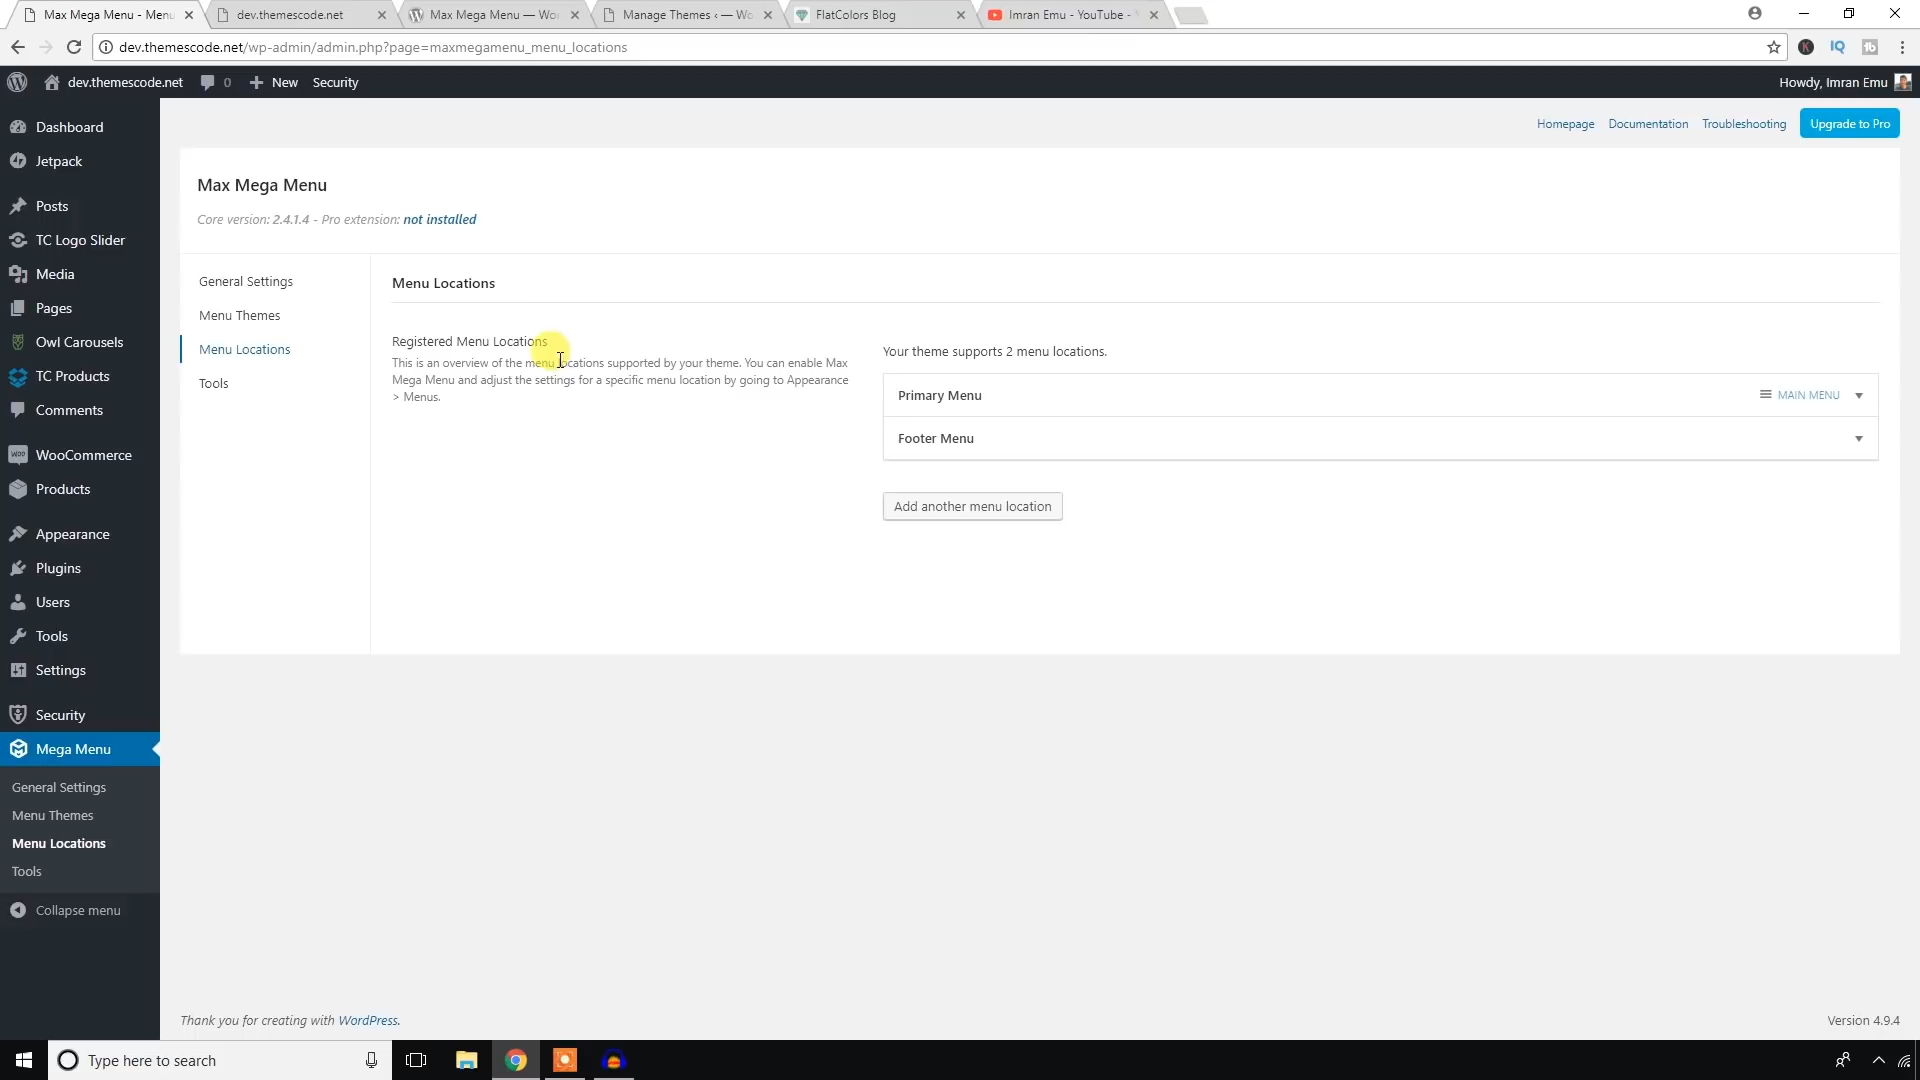 Max Mega Menu - Menu
dev.themescode.net
Max Mega Menu — Wor
Manage Themes ‹ — Wo
FlatColors Blog
Imran Emu - YouTube -
dev.themescode.net/wp-admin/admin.php?page=maxmegamenu_menu_locations
dev.themescode.net 0 New Security Howdy, Imran Emu
Homepage Documentation Troubleshooting Upgrade to Pro
Dashboard
Jetpack
Posts
TC Logo Slider
Media
Pages
Owl Carousels
TC Products
Comments
WooCommerce
Products
Appearance
Plugins
Users
Tools
Settings
Security
Mega Menu
General Settings
Menu Themes
Menu Locations
Tools
Collapse menu
Max Mega Menu
Core version: 2.4.1.4 - Pro extension: not installed
General Settings
Menu Themes
Menu Locations
Tools
Menu Locations
Registered Menu Locations
This is an overview of the menu locations supported by your theme. You can enable Max
Mega Menu and adjust the settings for a specific menu location by going to Appearance
> Menus.
Your theme supports 2 menu locations.
Primary Menu MAIN MENU
Footer Menu
Add another menu location
Thank you for creating with WordPress.
Version 4.9.4
Type here to search